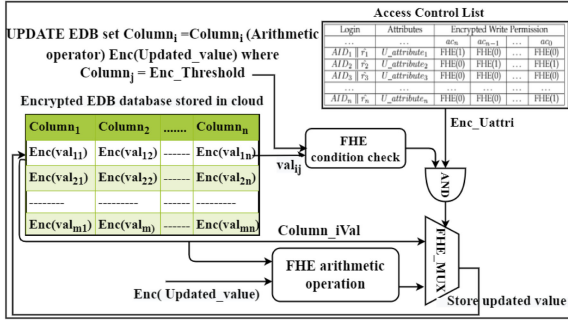 Access Control List
Login Attributes Encrypted Write Permission
... ... ac_n ac_{n-1} ... ac_0
AID_1 || r_1 U_attribute_1 FHE(1) FHE(0) ... FHE(0)
AID_2 || r_2 U_attribute_2 FHE(0) FHE(0) ... FHE(1)
AID_3 || r_3 U_attribute_3 FHE(0) FHE(0) ... FHE(0)
... ... ... ... ... ...
AID_n || r_n U_attribute_n FHE(0) FHE(0) ... FHE(1)
UPDATE EDB set Column_i =Column_i (Arithmetic
operator) Enc(Updated_value) where
Column_j = Enc_Threshold
Encrypted EDB database stored in cloud
Column_1 Column_2 ....... Column_n
Enc(val_11) Enc(val_12) ------ Enc(val_1n)
Enc(val_21) Enc(val_22) ------ Enc(val_2n)
-------- -------- ------ ---------
Enc(val_m1) Enc(val_m) ------ Enc(val_mn)
val_ij
FHE
condition check
Enc_Uattri
AND
Column_iVal
FHE_MUX
FHE arithmetic
operation
Enc( Updated_value)
Store updated value